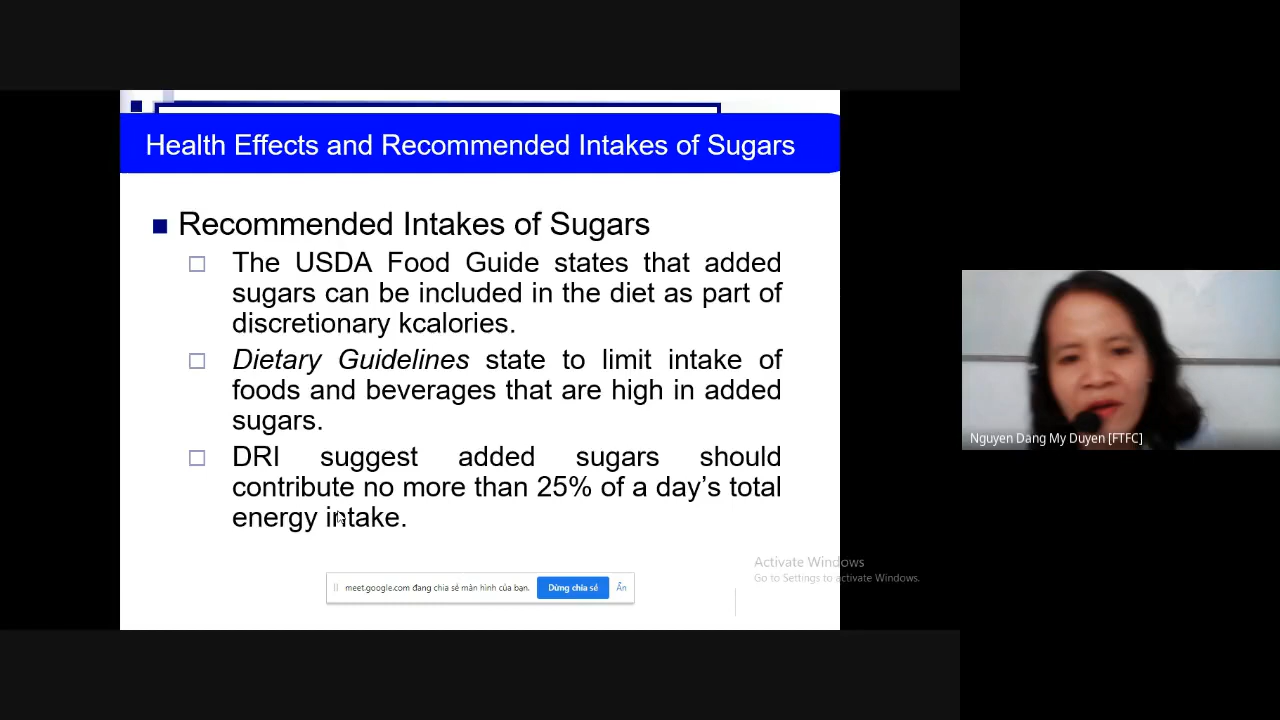 Health Effects and Recommended Intakes of Sugars
Recommended Intakes of Sugars
The USDA Food Guide states that added
sugars can be included in the diet as part of
discretionary kcalories.
Dietary Guidelines state to limit intake of
foods and beverages that are high in added
sugars.
DRI suggest added sugars should
contribute no more than 25% of a day's total
energy intake.
Nguyen Dang My Duyen [FTFC]
Activate Windows
Go to Settings to activate Windows.
meet.google.com đang chia sẻ màn hình của bạn. Dừng chia sẻ Ẩn